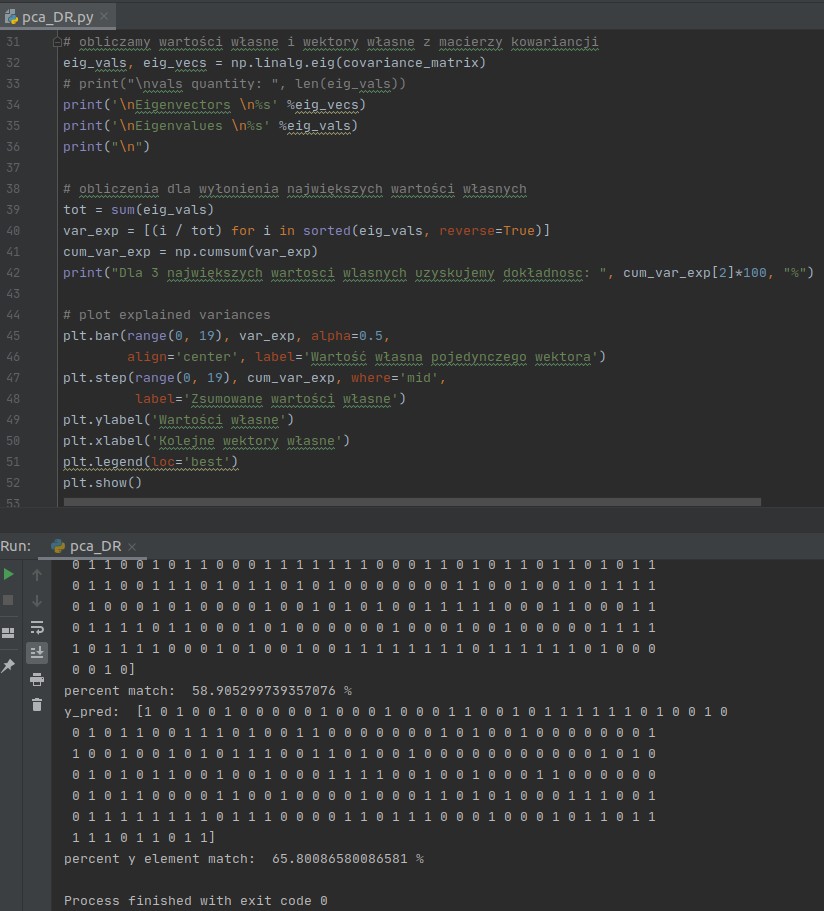 pca_DR.py
31 # obliczamy wartości własne i wektory własne z macierzy kowariancji
32 eig_vals, eig_vecs = np.linalg.eig(covariance_matrix)
33 # print("\nvals quantity: ", len(eig_vals))
34 print('\nEigenvectors \n%s' %eig_vecs)
35 print('\nEigenvalues \n%s' %eig_vals)
36 print("\n")
37
38 # obliczenia dla wyłonienia największych wartości własnych
39 tot = sum(eig_vals)
40 var_exp = [(i / tot) for i in sorted(eig_vals, reverse=True)]
41 cum_var_exp = np.cumsum(var_exp)
42 print("Dla 3 największych wartosci wlasnych uzyskujemy dokładnosc: ", cum_var_exp[2]*100, "%")
43
44 # plot explained variances
45 plt.bar(range(0, 19), var_exp, alpha=0.5,
46 align='center', label='Wartość własna pojedynczego wektora')
47 plt.step(range(0, 19), cum_var_exp, where='mid',
48 label='Zsumowane wartości własne')
49 plt.ylabel('Wartości własne')
50 plt.xlabel('Kolejne wektory własne')
51 plt.legend(loc='best')
52 plt.show()
53
Run: pca_DR
0 1 1 0 0 1 0 1 1 0 0 0 1 1 1 1 1 1 1 0 0 0 1 1 0 1 0 1 1 0 1 1 0 1 0 1 1
0 1 1 0 0 1 1 1 0 1 0 1 1 0 1 0 1 0 0 0 0 0 0 0 1 1 0 0 1 0 0 1 0 1 1 1 1
0 1 0 0 0 1 0 1 0 0 0 0 1 0 0 1 0 1 0 1 0 0 1 1 1 1 1 0 0 0 1 1 0 0 0 1 1
0 1 1 1 1 0 1 1 0 0 0 1 0 1 0 0 0 0 0 0 1 0 0 0 1 0 0 1 0 0 0 0 0 1 1 1 1
1 0 1 1 1 1 0 0 0 1 0 1 0 0 1 0 0 1 1 1 1 1 1 1 1 0 1 1 1 1 1 1 0 1 0 0 0
0 0 1 0]
percent match:  58.905299739357076 %
y_pred:  [1 0 1 0 0 1 0 0 0 0 0 1 0 0 0 1 0 0 0 1 1 0 0 1 0 1 1 1 1 1 1 0 1 0 0 1 0
0 1 0 1 1 0 0 1 1 1 0 1 0 0 1 1 0 0 0 0 0 0 0 1 0 1 0 0 1 0 0 0 0 0 0 1
1 0 0 1 0 0 1 0 1 0 1 1 1 0 0 1 1 0 1 0 0 1 0 0 0 0 0 0 0 0 0 0 0 1 0 1 0
0 1 0 1 0 1 1 0 1 0 0 1 0 0 0 1 1 1 1 0 0 1 0 0 1 0 0 0 1 1 0 0 0 0 0 0
0 1 0 1 1 0 0 0 0 1 1 0 0 1 0 0 0 0 1 0 0 0 1 1 0 1 0 1 0 0 0 1 1 1 0 0 1
0 1 1 1 1 1 1 1 1 1 0 1 1 1 0 0 0 0 1 1 0 1 1 1 0 0 0 1 0 0 0 1 0 1 1 0 1 1
1 1 1 0 1 1 0 1 1]
percent y element match:  65.80086580086581 %
Process finished with exit code 0